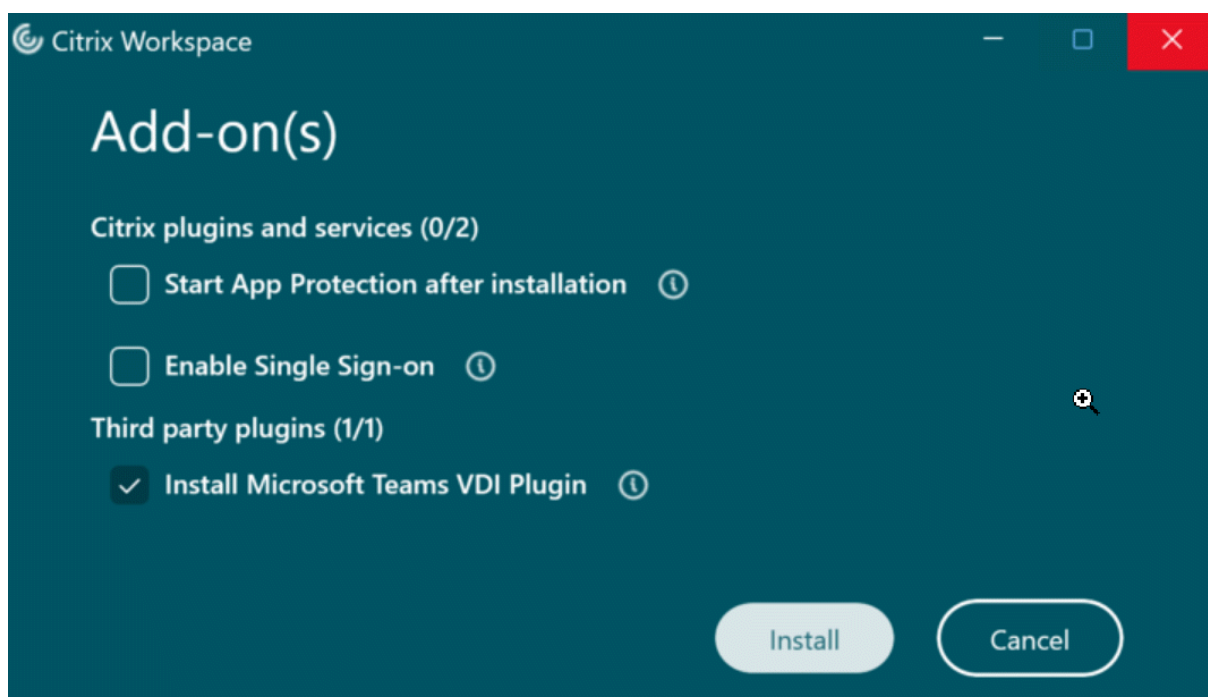 Citrix Workspace
Add-on(s)
Citrix plugins and services (0/2)
Start App Protection after installation
Enable Single Sign-on
Third party plugins (1/1)
Install Microsoft Teams VDI Plugin
Install Cancel